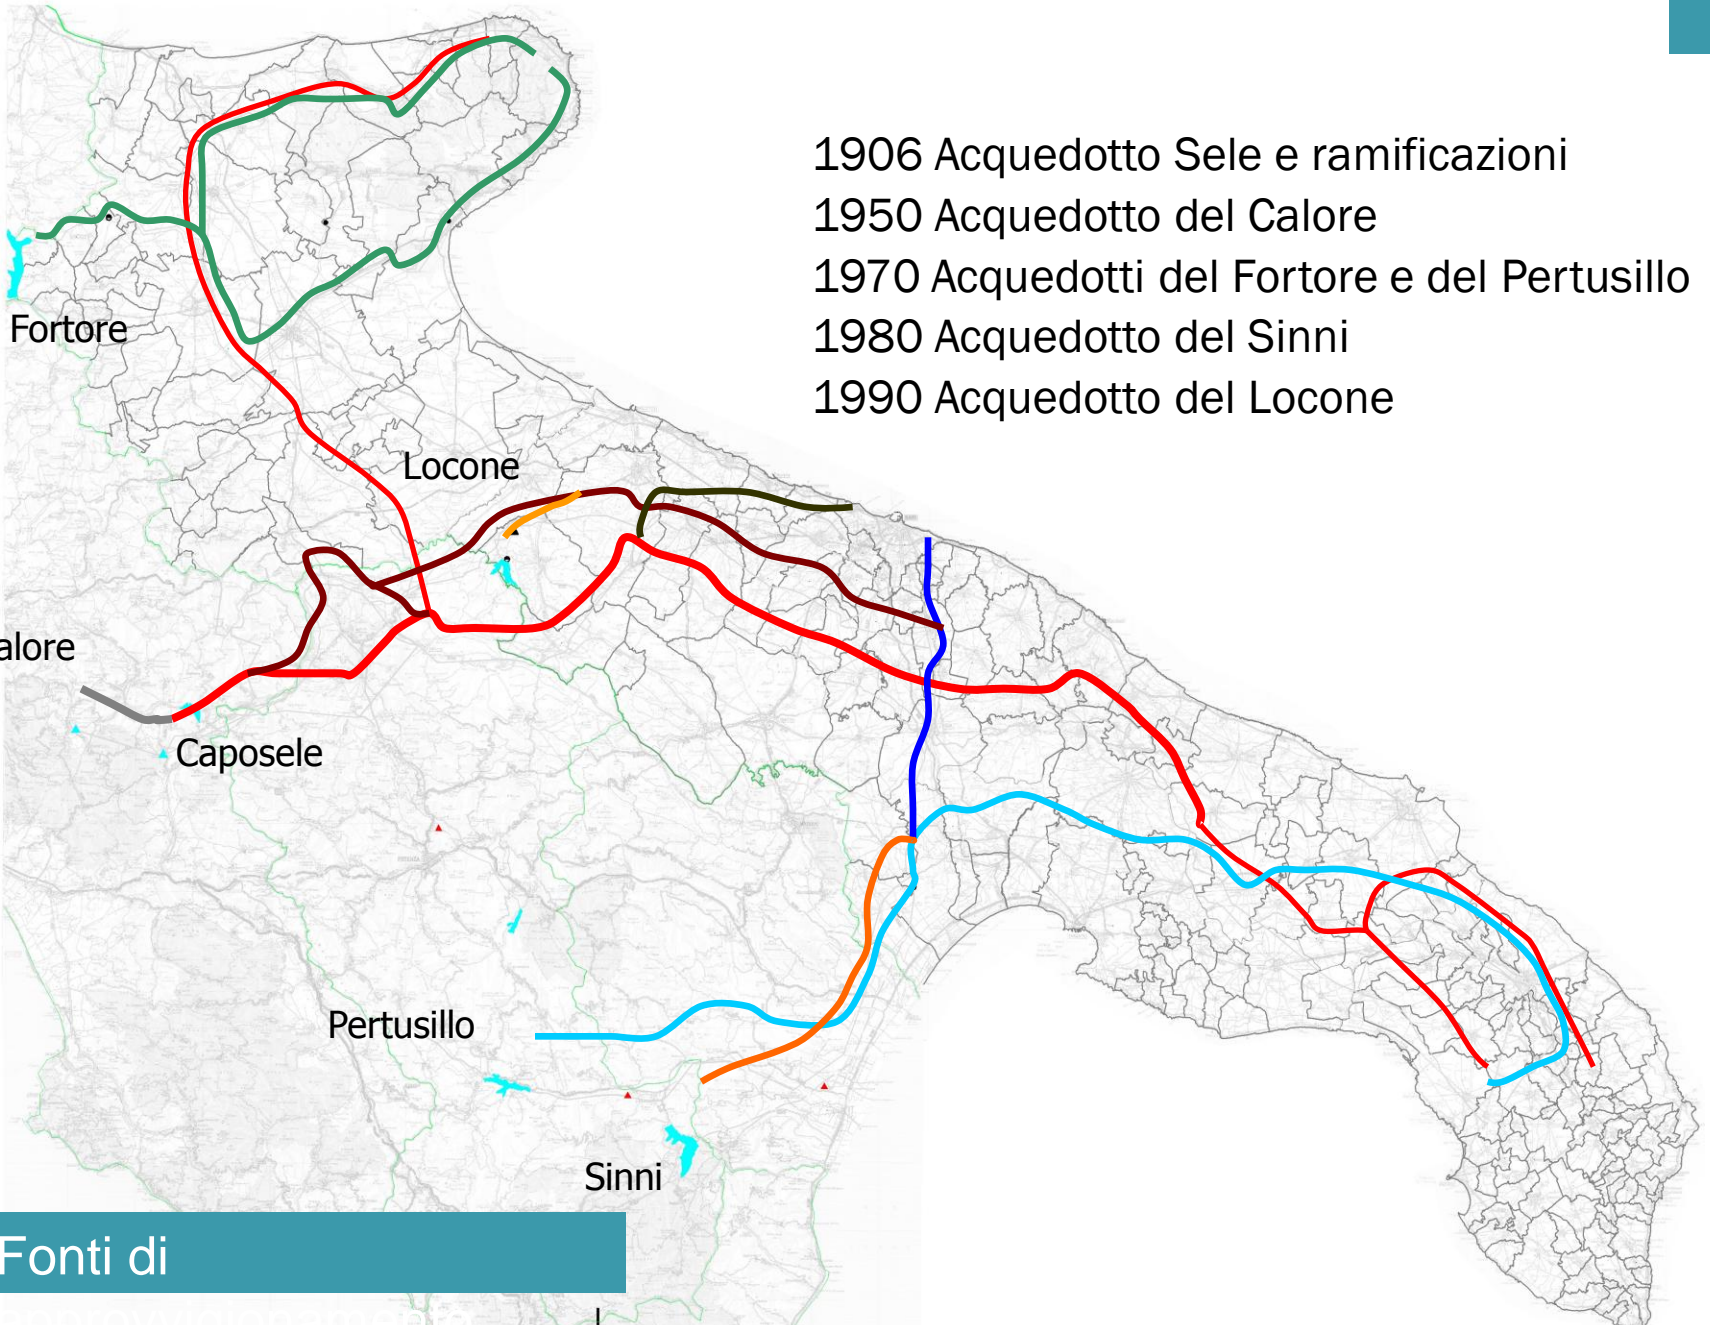 1906 Acquedotto Sele e ramificazioni
1950 Acquedotto del Calore
1970 Acquedotti del Fortore e del Pertusillo
1980 Acquedotto del Sinni
1990 Acquedotto del Locone
Fortore
Locone
alore
Caposele
Pertusillo
Sinni
Fonti di